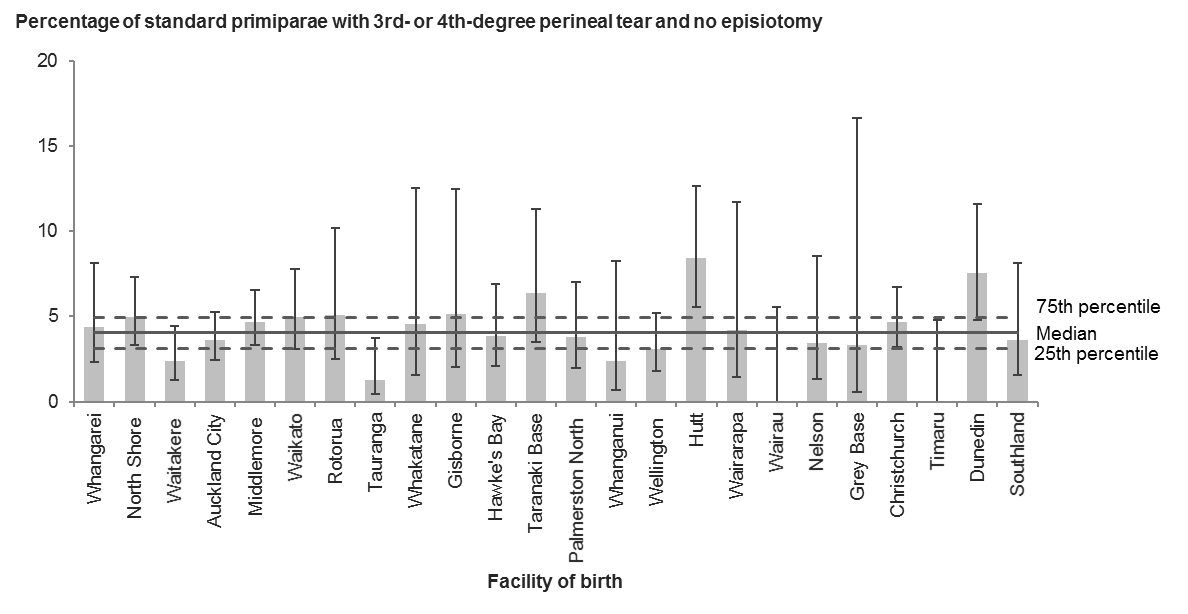 Percentage of standard primiparae with 3rd- or 4th-degree perineal tear and no episiotomy
20
15
10
5
0
75th percentile
Median
25th percentile
Whangarei
North Shore
Waitakere
Auckland City
Middlemore
Waikato
Rotorua
Tauranga
Whakatane
Gisborne
Hawke's Bay
Taranaki Base
Palmerston North
Whanganui
Wellington
Hutt
Wairarapa
Wairau
Nelson
Grey Base
Christchurch
Timaru
Dunedin
Southland
Facility of birth